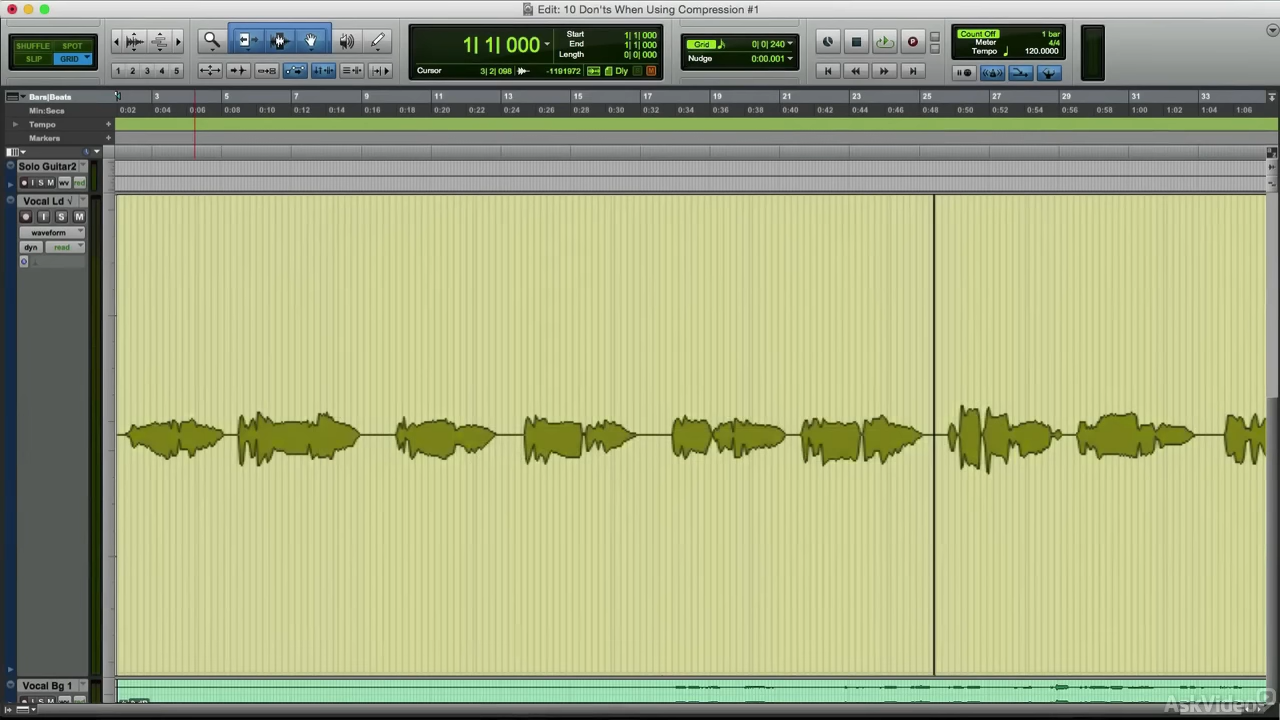 Edit: 10 Don'ts When Using Compression #1
SHUFFLE SPOT
SLIP GRID
1 2 3 4 5
1| 1| 000
Start 1| 1| 000
End 1| 1| 000
Length 0| 0| 000
Cursor 3| 2| 098 -1191972 Dly
Grid 0| 0| 240
Nudge 0:00.001
Count Off 1 bar
Meter 4/4
Tempo 120.0000
Bars|Beats 3 5 7 9 11 13 15 17 19 21 23 25 27 29 31 33
Min:Secs 0:02 0:04 0:06 0:08 0:10 0:12 0:14 0:16 0:18 0:20 0:22 0:24 0:26 0:28 0:30 0:32 0:34 0:36 0:38 0:40 0:42 0:44 0:46 0:48 0:50 0:52 0:54 0:56 0:58 1:00 1:02 1:04 1:06
Tempo
Markers
Solo Guitar2
I S M wv read
Vocal Ld √
I S M
waveform
dyn read
Vocal Bg 1
I S M
AskVideo